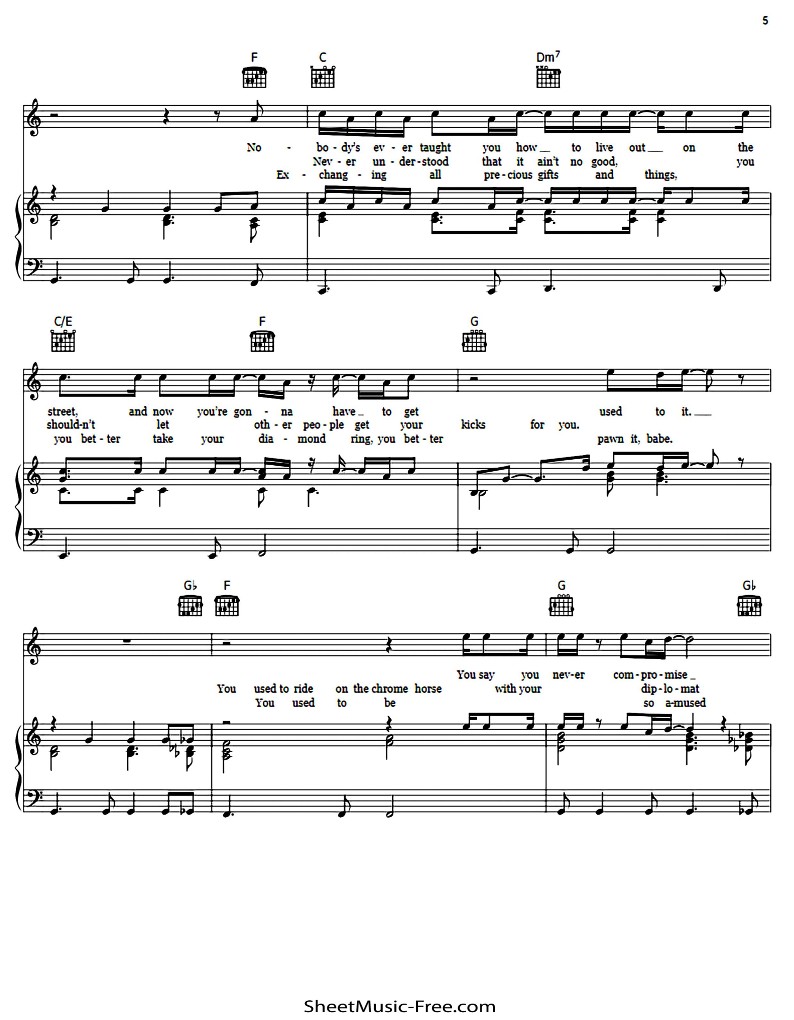 5
F C Dm7
No - bo - dy's ev - er taught you how to live out on the
Nev - er un - der - stood that it ain't no good, you
Ex - chang - ing all pre - cious gifts and things,
C/E F G
street, and now you're gon - na have to get used to it.
should - n't let oth - er peo - ple get your kicks for you.
you bet - ter take your dia - mond ring, you bet - ter pawn it, babe.
G♭ F G G♭
You say you nev - er com - pro - mise
You used to ride on the chrome horse with your dip - lo - mat
You used to be so a - mused
SheetMusic-Free.com